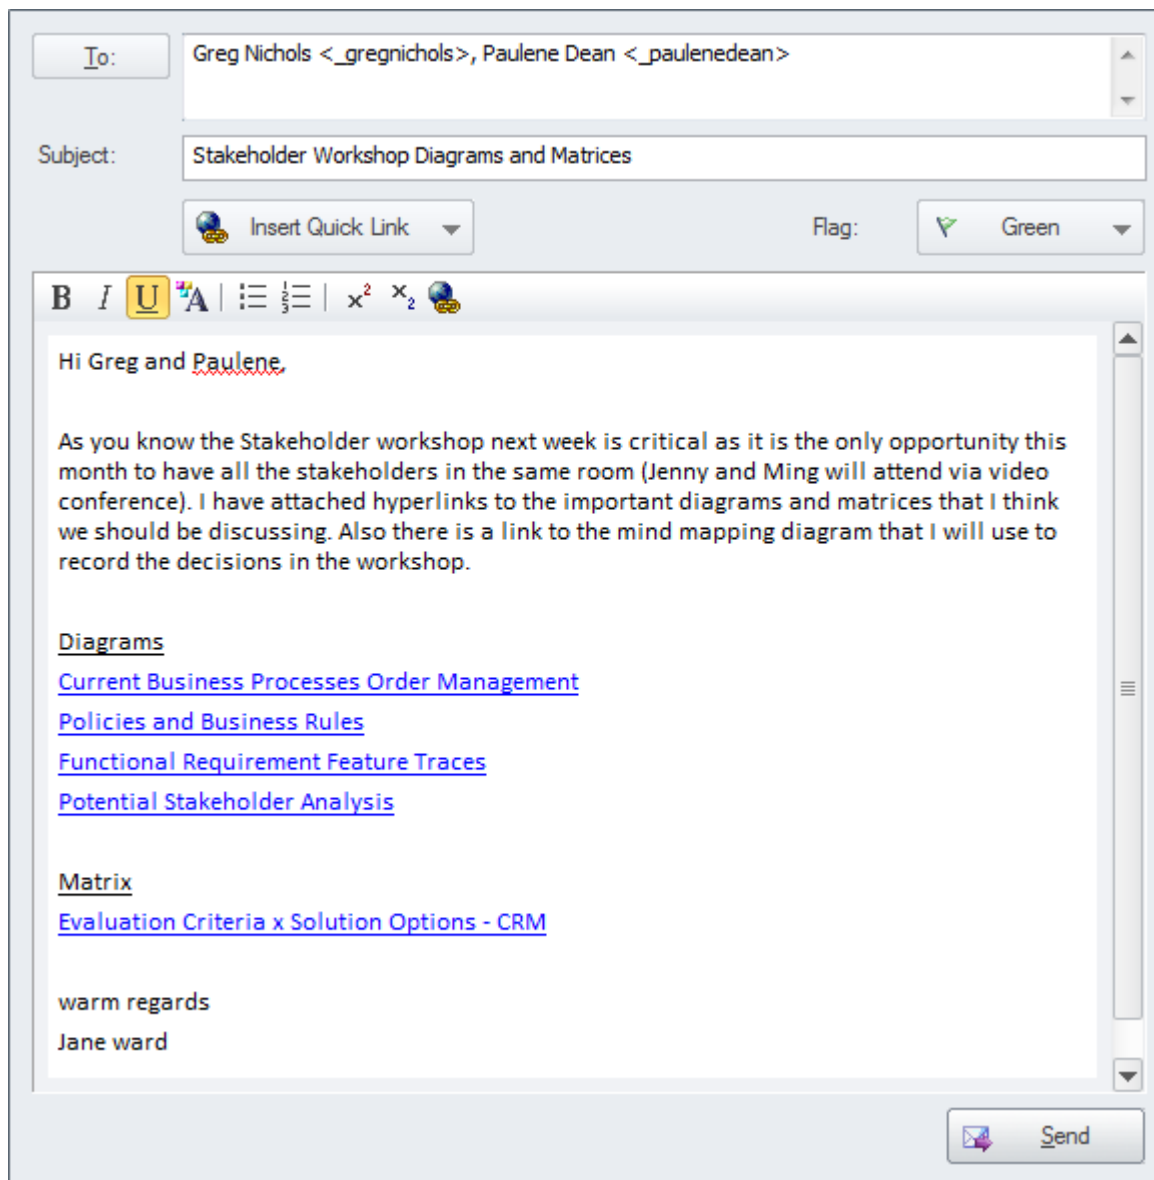 To:
Greg Nichols <_gregnichols>, Paulene Dean <_paulenedean>
Subject:
Stakeholder Workshop Diagrams and Matrices
Insert Quick Link
Flag:
Green
B I U A x² x₂
Hi Greg and Paulene,
As you know the Stakeholder workshop next week is critical as it is the only opportunity this
month to have all the stakeholders in the same room (Jenny and Ming will attend via video
conference). I have attached hyperlinks to the important diagrams and matrices that I think
we should be discussing. Also there is a link to the mind mapping diagram that I will use to
record the decisions in the workshop.
Diagrams
Current Business Processes Order Management
Policies and Business Rules
Functional Requirement Feature Traces
Potential Stakeholder Analysis
Matrix
Evaluation Criteria x Solution Options - CRM
warm regards
Jane ward
Send